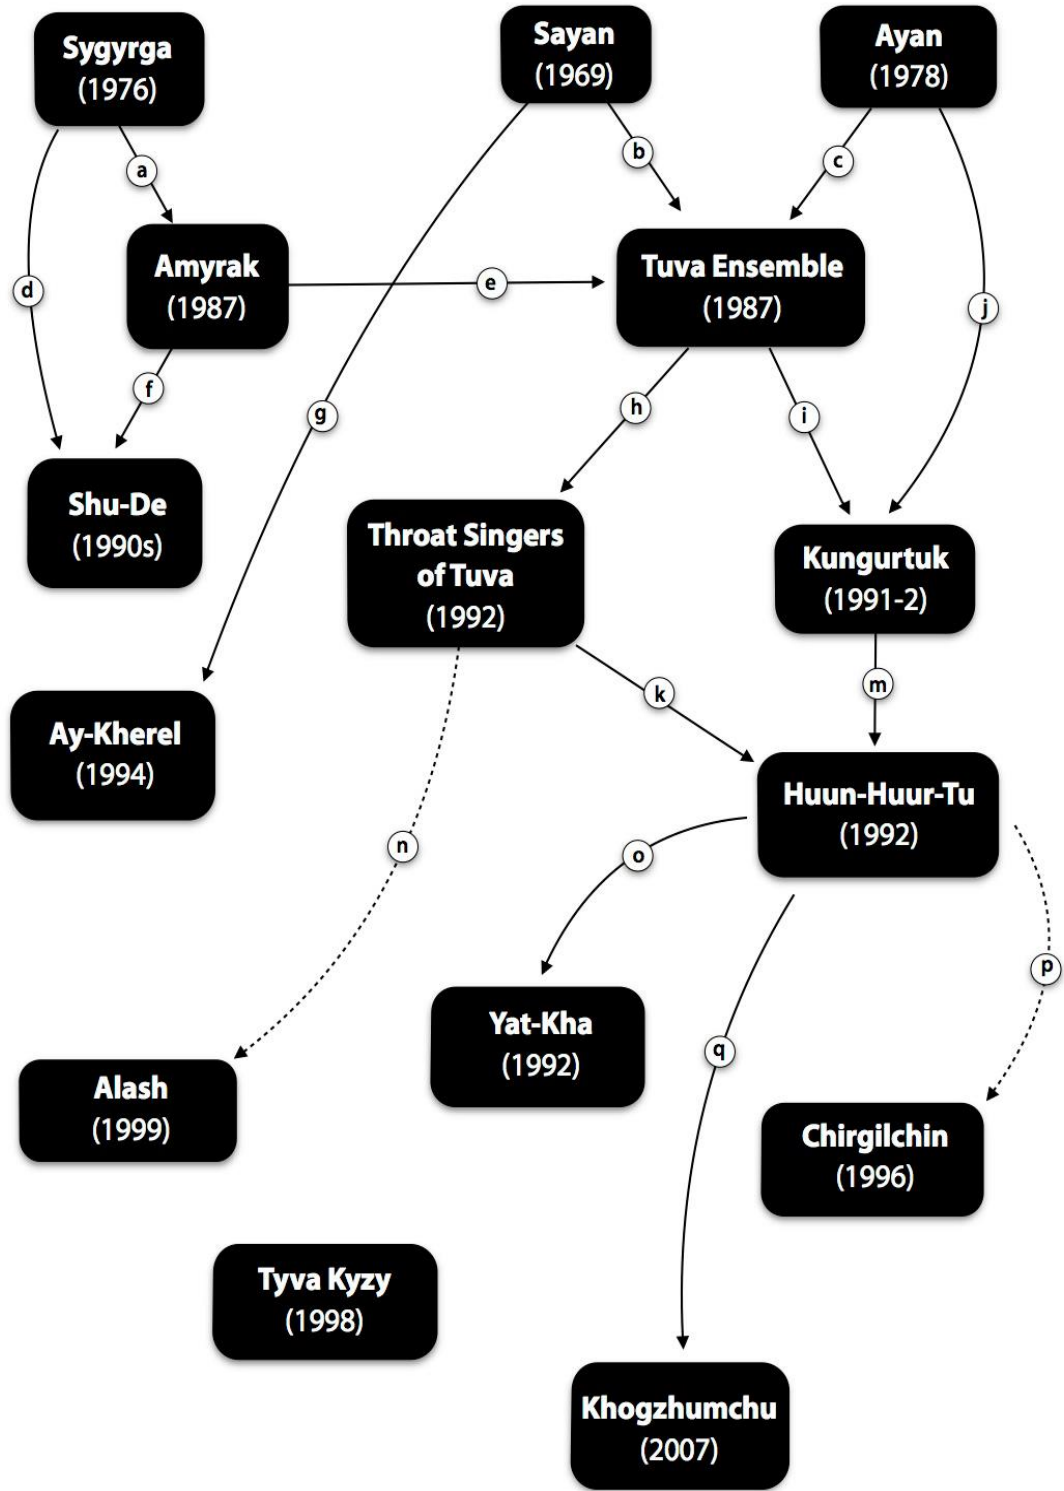 Sygyrga
(1976)
Sayan
(1969)
Ayan
(1978)
a
b
c
Amyrak
(1987)
Tuva Ensemble
(1987)
d
e
j
f
g
h
i
Shu-De
(1990s)
Throat Singers
of Tuva
(1992)
Kungurtuk
(1991-2)
k
m
Ay-Kherel
(1994)
Huun-Huur-Tu
(1992)
n
o
p
Yat-Kha
(1992)
q
Alash
(1999)
Chirgilchin
(1996)
Tyva Kyzy
(1998)
Khogzhumchu
(2007)